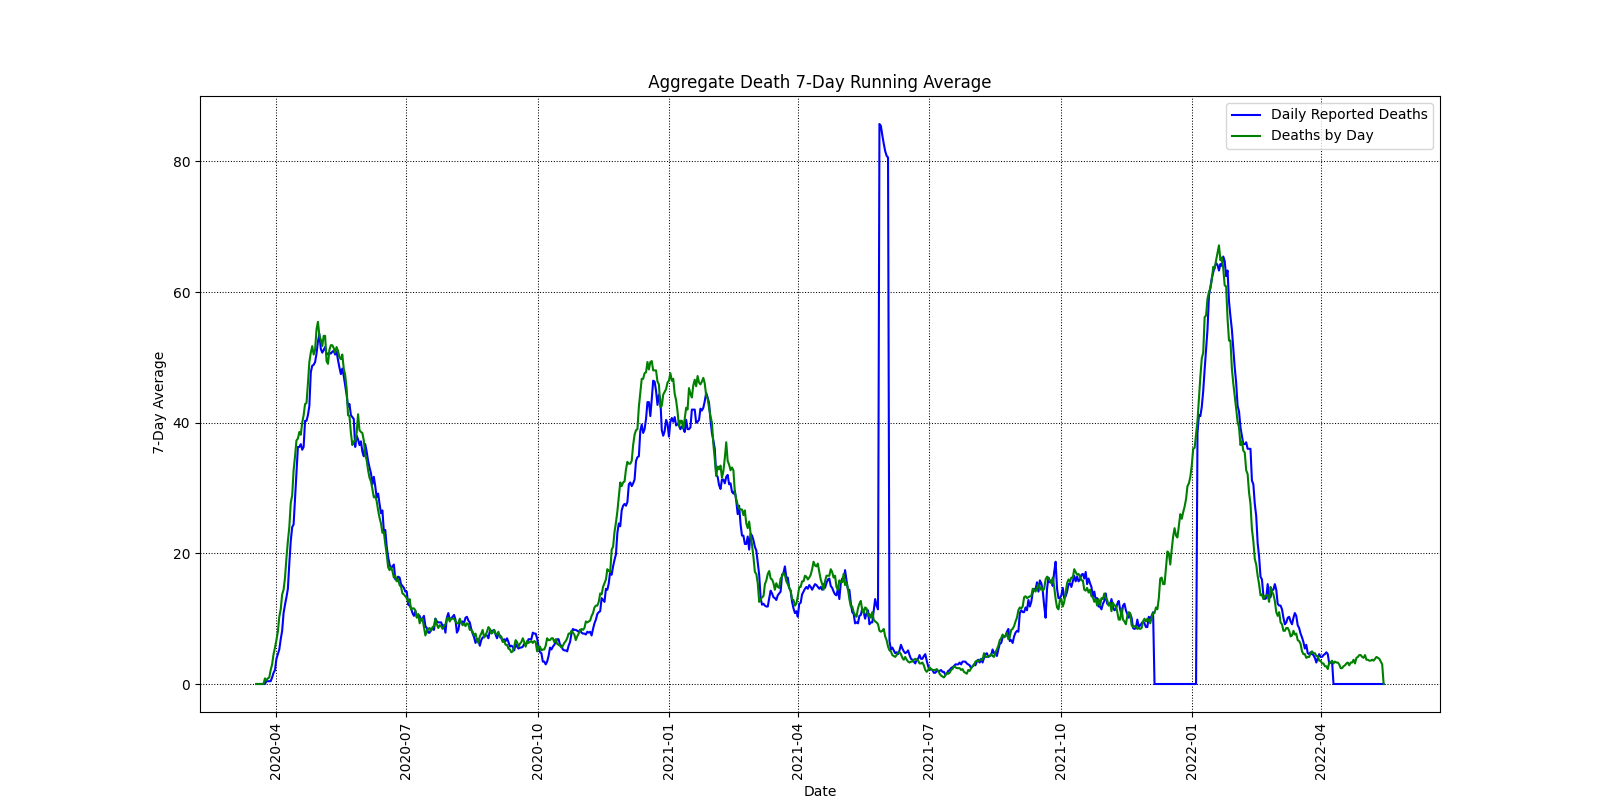 Aggregate Death 7-Day Running Average
Daily Reported Deaths
Deaths by Day
7-Day Average
80
60
40
20
0
2020-04
2020-07
2020-10
2021-01
2021-04
2021-07
2021-10
2022-01
2022-04
Date